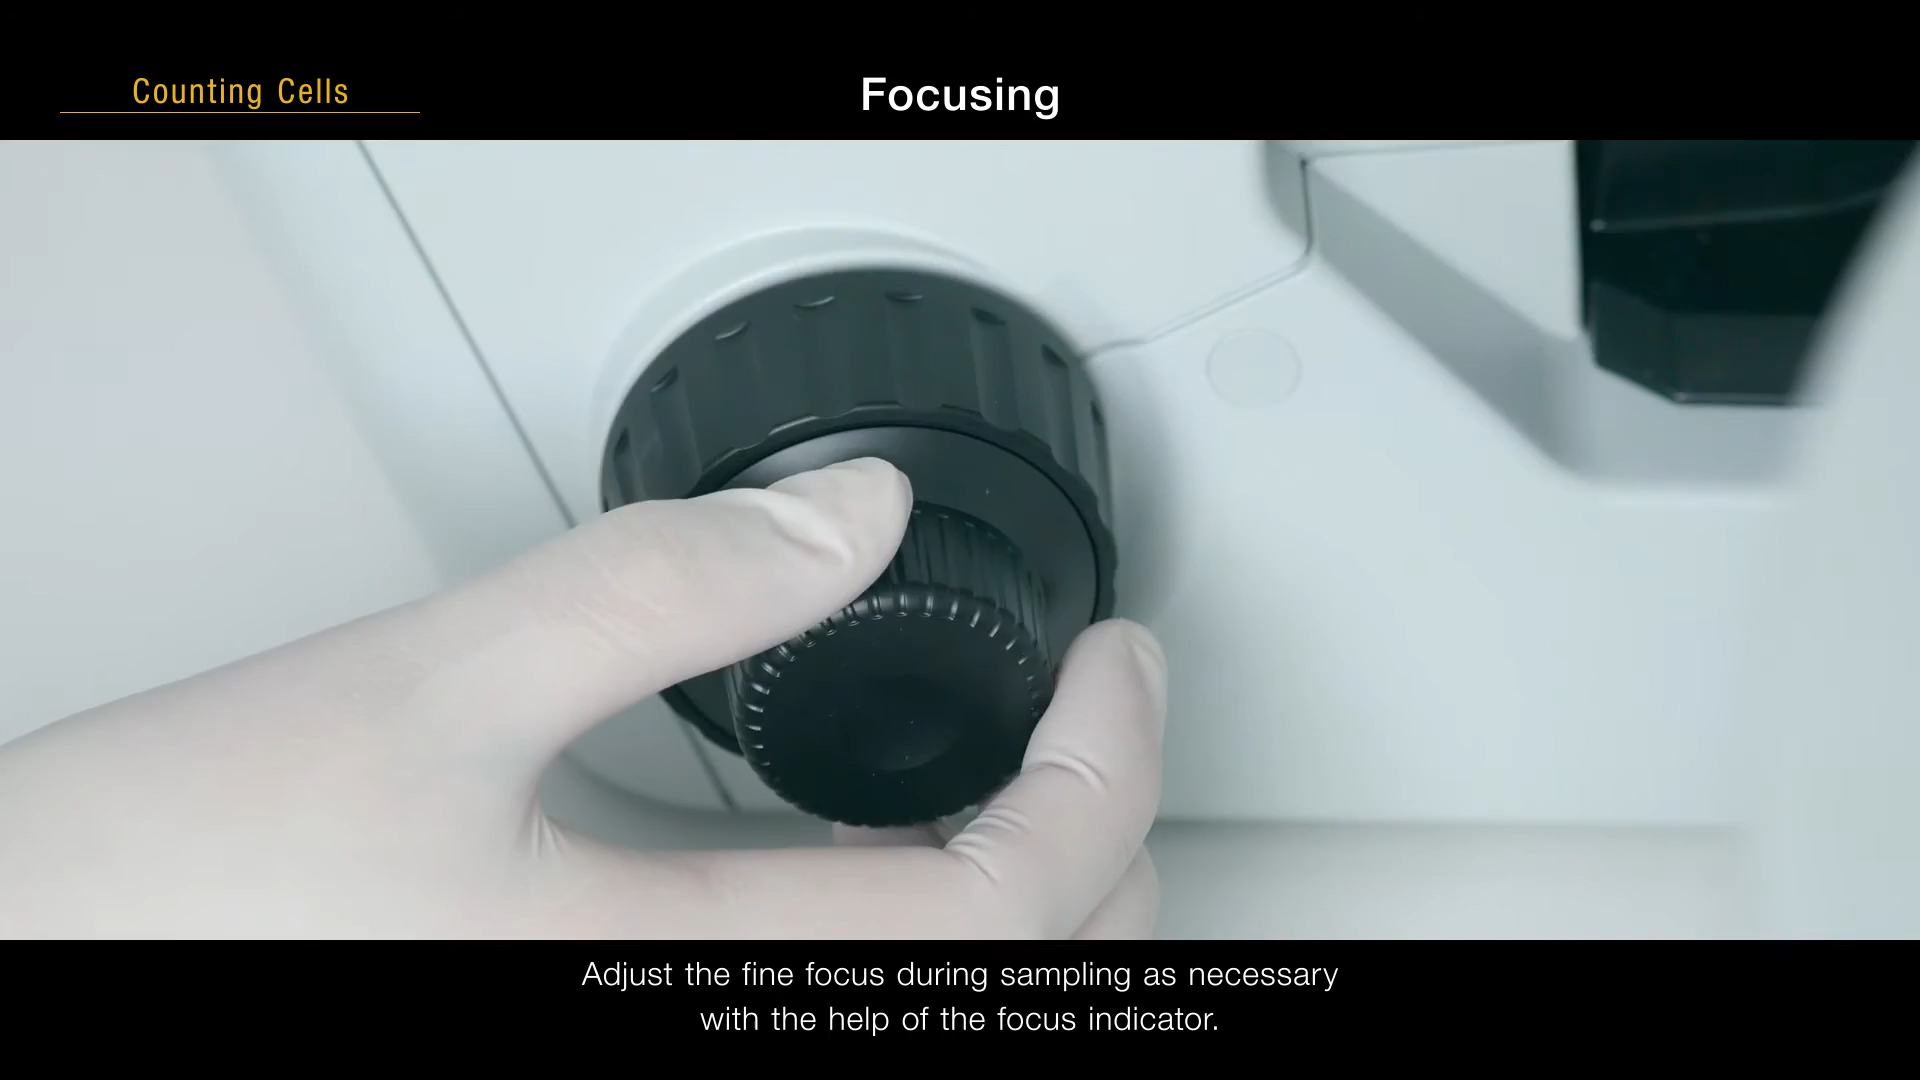 Counting Cells
Focusing
Adjust the fine focus during sampling as necessary
with the help of the focus indicator.